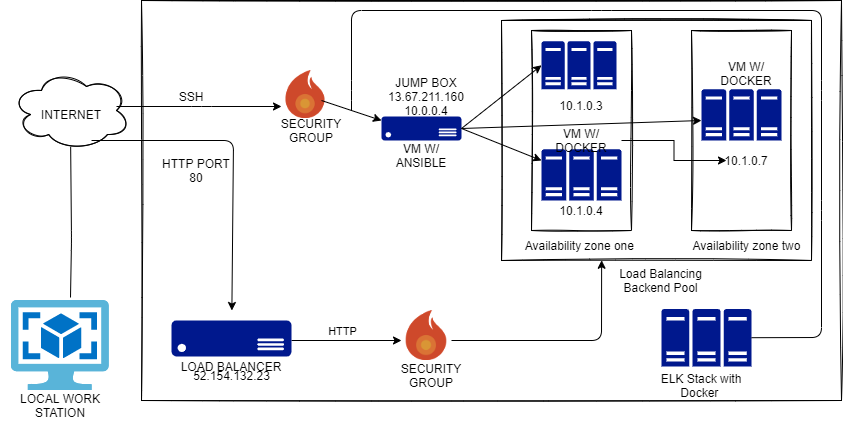 INTERNET
SSH
SECURITY
GROUP
JUMP BOX
13.67.211.160
10.0.0.4
VM W/
ANSIBLE
10.1.0.3
VM W/
DOCKER
10.1.0.4
Availability zone one
VM W/
DOCKER
10.1.0.7
Availability zone two
Load Balancing
Backend Pool
HTTP PORT
80
LOAD BALANCER
52.154.132.23
HTTP
SECURITY
GROUP
ELK Stack with
Docker
LOCAL WORK
STATION